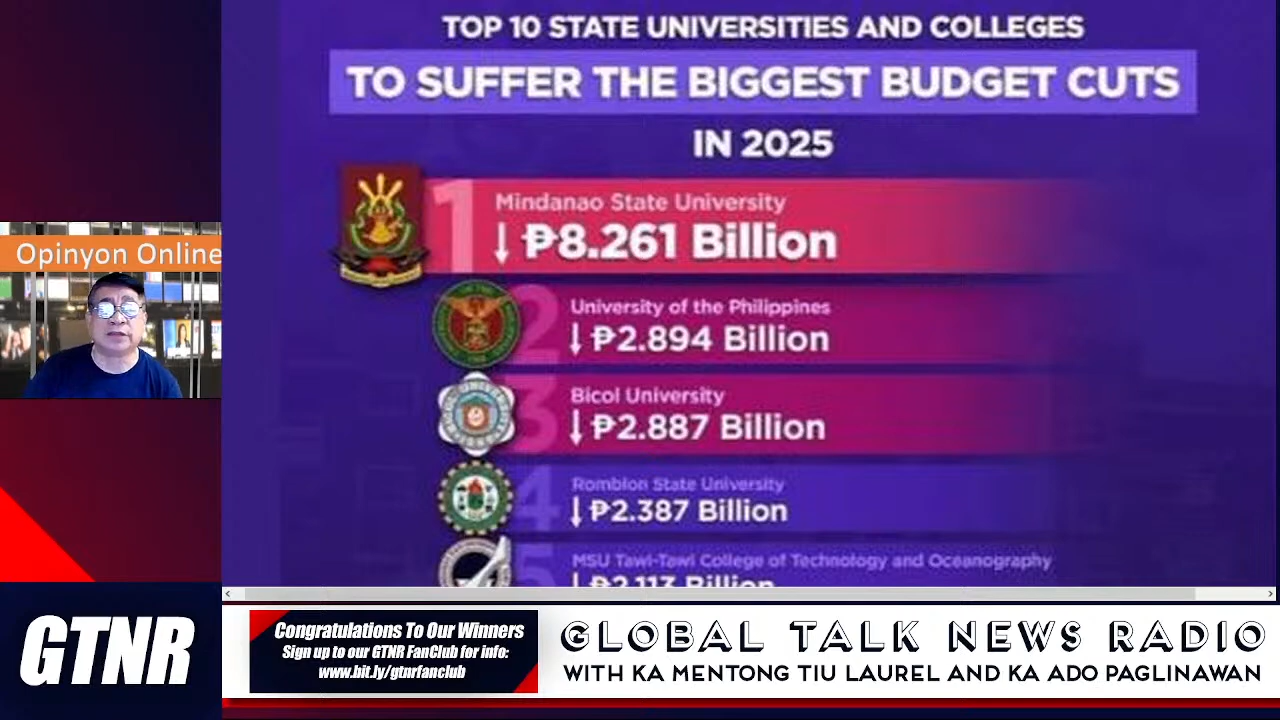 TOP 10 STATE UNIVERSITIES AND COLLEGES
TO SUFFER THE BIGGEST BUDGET CUTS
IN 2025
1 Mindanao State University
↓ ₱8.261 Billion
2 University of the Philippines
↓ ₱2.894 Billion
3 Bicol University
↓ ₱2.887 Billion
4 Romblon State University
↓ ₱2.387 Billion
5 MSU Tawi-Tawi College of Technology and Oceanography
↓ ₱2.113 Billion
Opinyon Online
GTNR
Congratulations To Our Winners
Sign up to our GTNR FanClub for info:
www.bit.ly/gtnrfanclub
GLOBAL TALK NEWS RADIO
WITH KA MENTONG TIU LAUREL AND KA ADO PAGLINAWAN